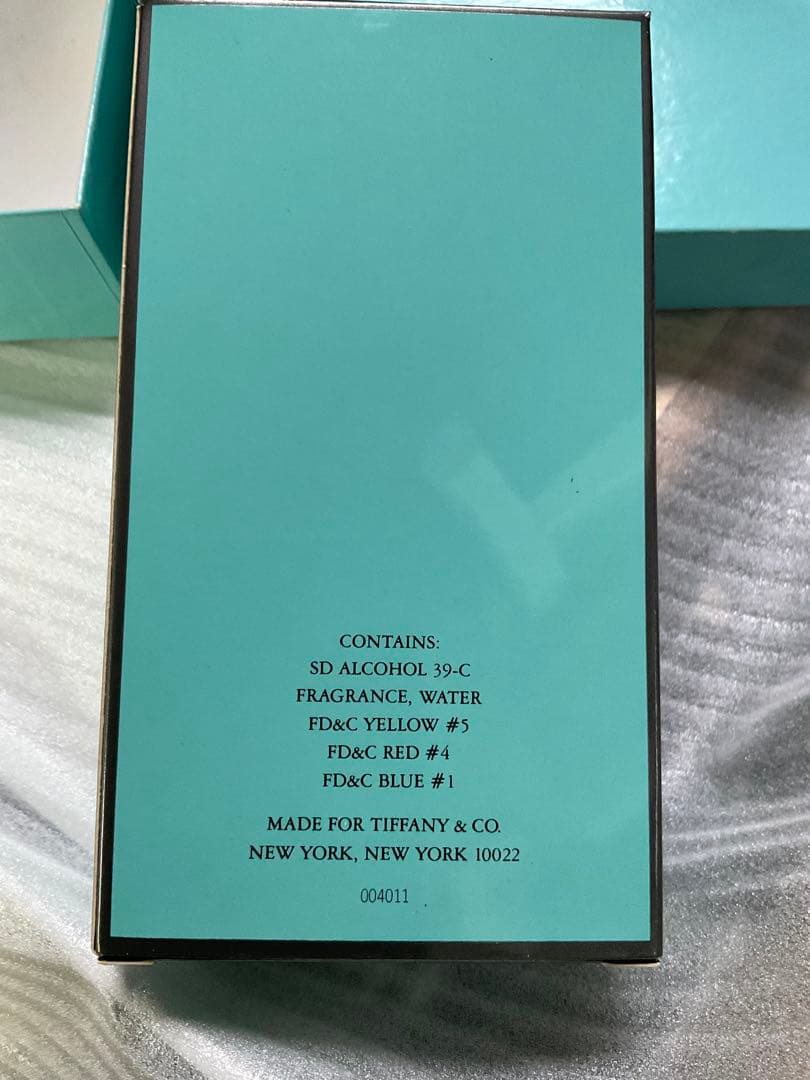 CONTAINS:
SD ALCOHOL 39-C
FRAGRANCE, WATER
FD&C YELLOW #5
FD&C RED #4
FD&C BLUE #1
MADE FOR TIFFANY & CO.
NEW YORK, NEW YORK 10022
004011